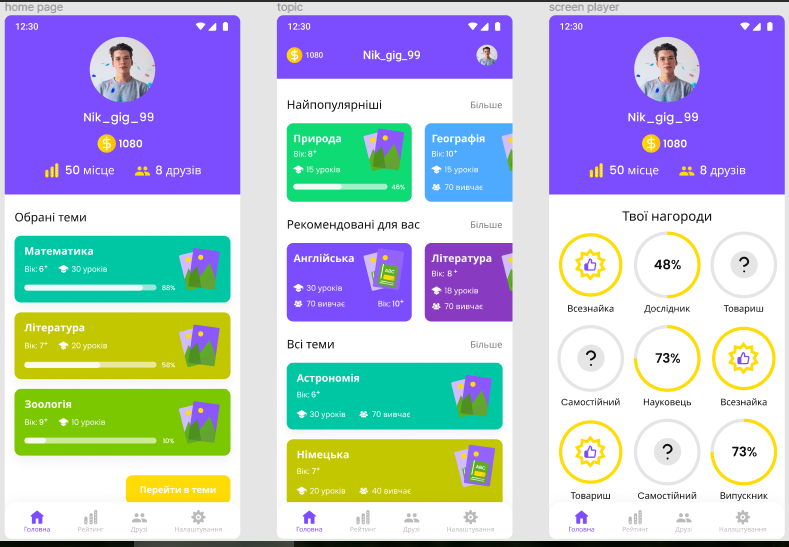 home page
12:30
Nik_gig_99
1080
50 місце
8 друзів
Обрані теми
Математика
Вік: 6+
30 уроків
88%
Література
Вік: 7+
20 уроків
58%
Зоологія
Вік: 9+
10 уроків
10%
Перейти в теми
Головна
Рейтинг
Друзі
Налаштування
topic
12:30
1080
Nik_gig_99
Найпопулярніші
Більше
Природа
Вік: 8+
15 уроків
46%
Географія
Вік: 10+
15 уроків
70 вивчає
Рекомендовані для вас
Більше
Англійська
30 уроків
70 вивчає
Вік: 10+
ABC
Література
Вік: 8+
18 уроків
70 вивчає
Всі теми
Більше
Астрономія
Вік: 6+
30 уроків
70 вивчає
Німецька
Вік: 7+
20 уроків
40 вивчає
ABC
Головна
Рейтинг
Друзі
Налаштування
screen player
12:30
Nik_gig_99
1080
50 місце
8 друзів
Твої нагороди
Всезнайка
48%
Дослідник
?
Товариш
?
Самостійний
73%
Науковець
Всезнайка
Товариш
?
Самостійний
73%
Випускник
Головна
Рейтинг
Друзі
Налаштування